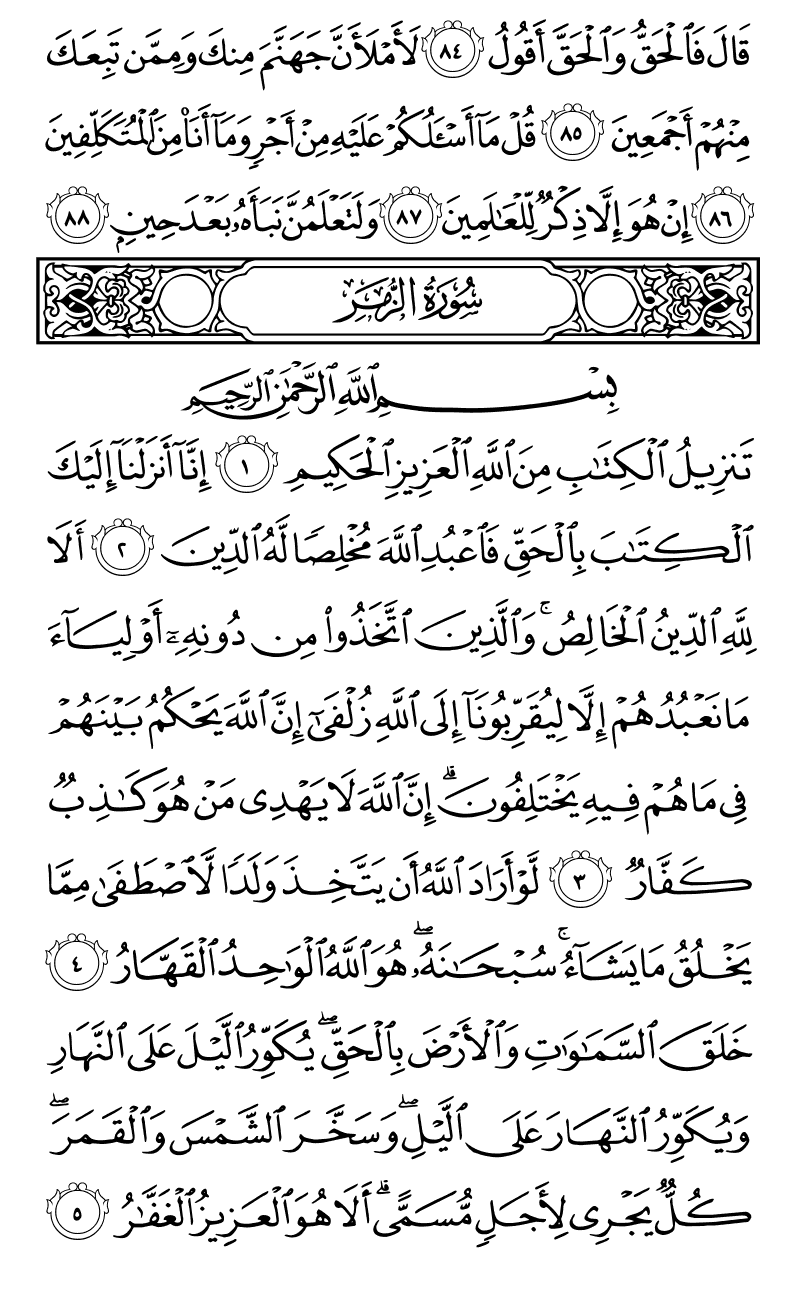 قَالَ فَٱلْحَقُّ وَٱلْحَقَّ أَقُولُ ٨٤ لَأَمْلَأَنَّ جَهَنَّمَ مِنكَ وَمِمَّن تَبِعَكَ
مِنْهُمْ أَجْمَعِينَ ٨٥ قُلْ مَآ أَسْـَٔلُكُمْ عَلَيْهِ مِنْ أَجْرٍ وَمَآ أَنَا۠ مِنَ ٱلْمُتَكَلِّفِينَ
٨٦ إِنْ هُوَ إِلَّا ذِكْرٌ لِّلْعَـٰلَمِينَ ٨٧ وَلَتَعْلَمُنَّ نَبَأَهُۥ بَعْدَ حِينٍۭ ٨٨
سُورَةُ الزُّمَرِ
بِسْمِ ٱللَّهِ ٱلرَّحْمَـٰنِ ٱلرَّحِيمِ
تَنزِيلُ ٱلْكِتَـٰبِ مِنَ ٱللَّهِ ٱلْعَزِيزِ ٱلْحَكِيمِ ١ إِنَّآ أَنزَلْنَآ إِلَيْكَ
ٱلْكِتَـٰبَ بِٱلْحَقِّ فَٱعْبُدِ ٱللَّهَ مُخْلِصًا لَّهُ ٱلدِّينَ ٢ أَلَا
لِلَّهِ ٱلدِّينُ ٱلْخَالِصُ ۚ وَٱلَّذِينَ ٱتَّخَذُوا۟ مِن دُونِهِۦٓ أَوْلِيَآءَ
مَا نَعْبُدُهُمْ إِلَّا لِيُقَرِّبُونَآ إِلَى ٱللَّهِ زُلْفَىٰٓ إِنَّ ٱللَّهَ يَحْكُمُ بَيْنَهُمْ
فِى مَا هُمْ فِيهِ يَخْتَلِفُونَ ۗ إِنَّ ٱللَّهَ لَا يَهْدِى مَنْ هُوَ كَـٰذِبٌ
كَفَّارٌ ٣ لَّوْ أَرَادَ ٱللَّهُ أَن يَتَّخِذَ وَلَدًا لَّٱصْطَفَىٰ مِمَّا
يَخْلُقُ مَا يَشَآءُ ۚ سُبْحَـٰنَهُۥ ۖ هُوَ ٱللَّهُ ٱلْوَٰحِدُ ٱلْقَهَّارُ ٤
خَلَقَ ٱلسَّمَـٰوَٰتِ وَٱلْأَرْضَ بِٱلْحَقِّ ۖ يُكَوِّرُ ٱلَّيْلَ عَلَى ٱلنَّهَارِ
وَيُكَوِّرُ ٱلنَّهَارَ عَلَى ٱلَّيْلِ ۖ وَسَخَّرَ ٱلشَّمْسَ وَٱلْقَمَرَ ۖ
كُلٌّ يَجْرِى لِأَجَلٍ مُّسَمًّى ۗ أَلَا هُوَ ٱلْعَزِيزُ ٱلْغَفَّـٰرُ ٥